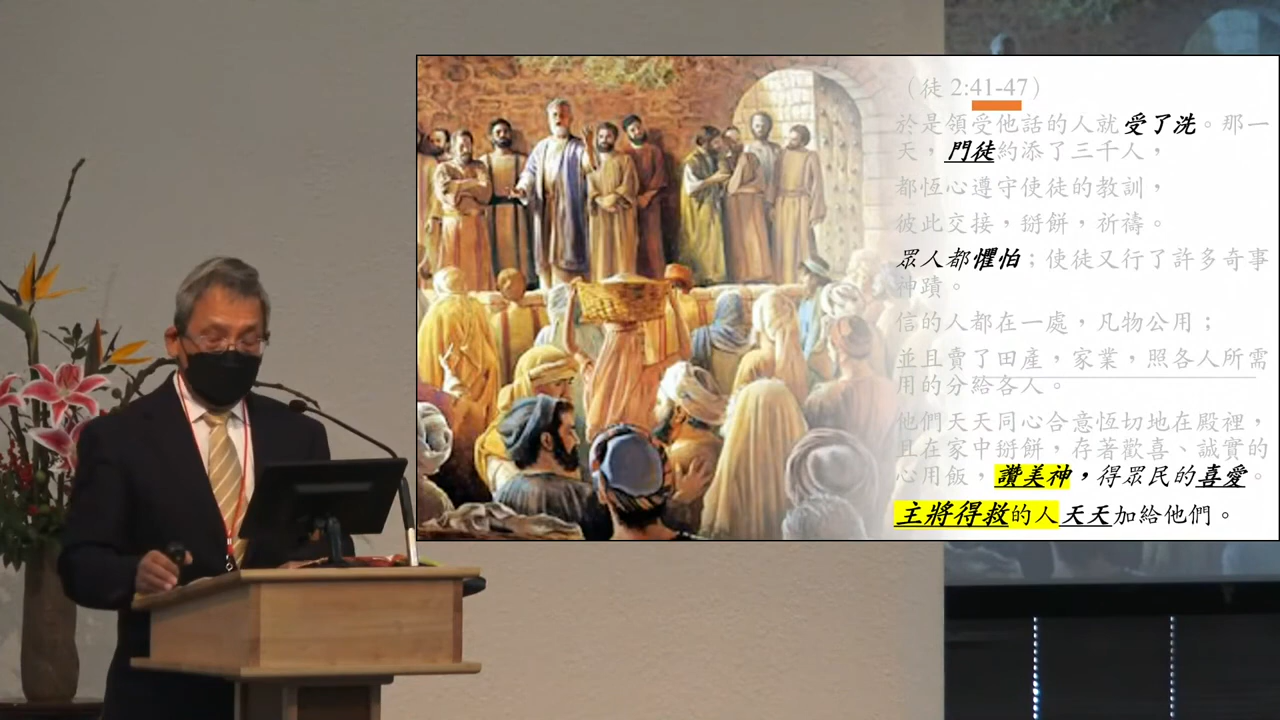 （徒 2:41-47）
於是領受他話的人就受了洗。那一
天，門徒約添了三千人，
都恆心遵守使徒的教訓，
彼此交接，掰餅，祈禱。
眾人都懼怕；使徒又行了許多奇事
神蹟。
信的人都在一處，凡物公用；
並且賣了田產，家業，照各人所需
用的分給各人。
他們天天同心合意恆切地在殿裡，
且在家中掰餅，存著歡喜、誠實的
心用飯，讚美神，得眾民的喜愛。
主將得救的人天天加給他們。